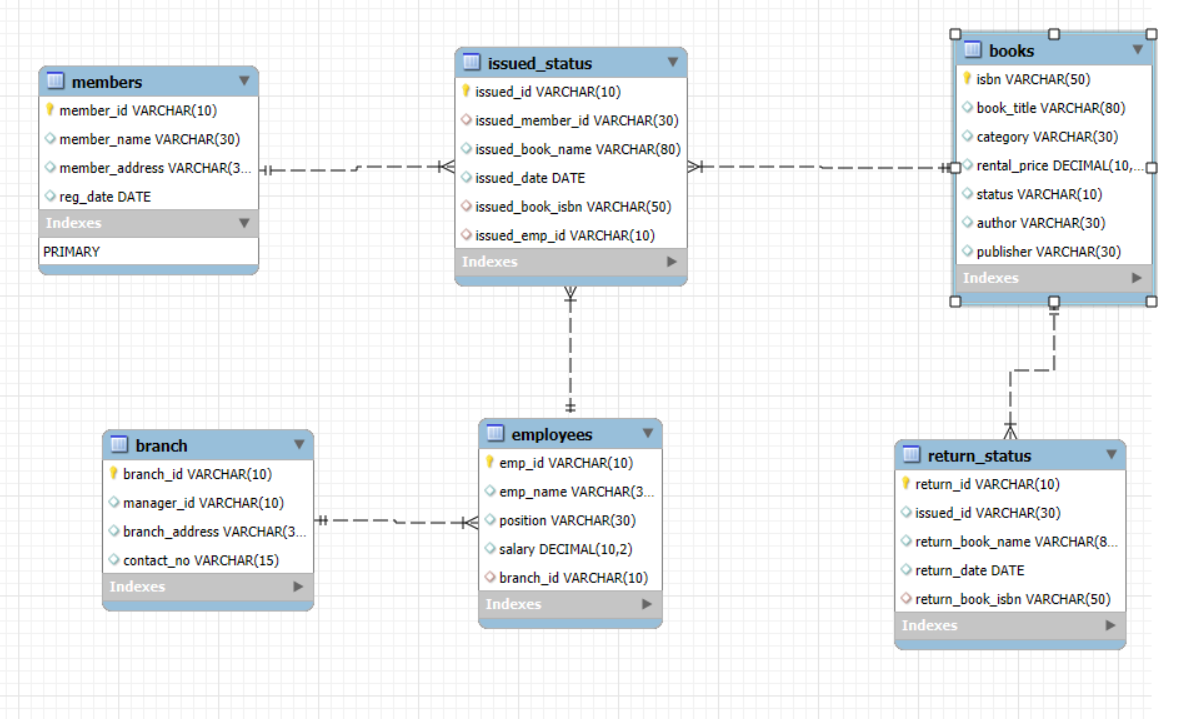 members
member_id VARCHAR(10)
member_name VARCHAR(30)
member_address VARCHAR(3...
reg_date DATE
Indexes
PRIMARY
issued_status
issued_id VARCHAR(10)
issued_member_id VARCHAR(30)
issued_book_name VARCHAR(80)
issued_date DATE
issued_book_isbn VARCHAR(50)
issued_emp_id VARCHAR(10)
Indexes
books
isbn VARCHAR(50)
book_title VARCHAR(80)
category VARCHAR(30)
rental_price DECIMAL(10,...
status VARCHAR(10)
author VARCHAR(30)
publisher VARCHAR(30)
Indexes
branch
branch_id VARCHAR(10)
manager_id VARCHAR(10)
branch_address VARCHAR(3...
contact_no VARCHAR(15)
Indexes
employees
emp_id VARCHAR(10)
emp_name VARCHAR(3...
position VARCHAR(30)
salary DECIMAL(10,2)
branch_id VARCHAR(10)
Indexes
return_status
return_id VARCHAR(10)
issued_id VARCHAR(30)
return_book_name VARCHAR(8...
return_date DATE
return_book_isbn VARCHAR(50)
Indexes